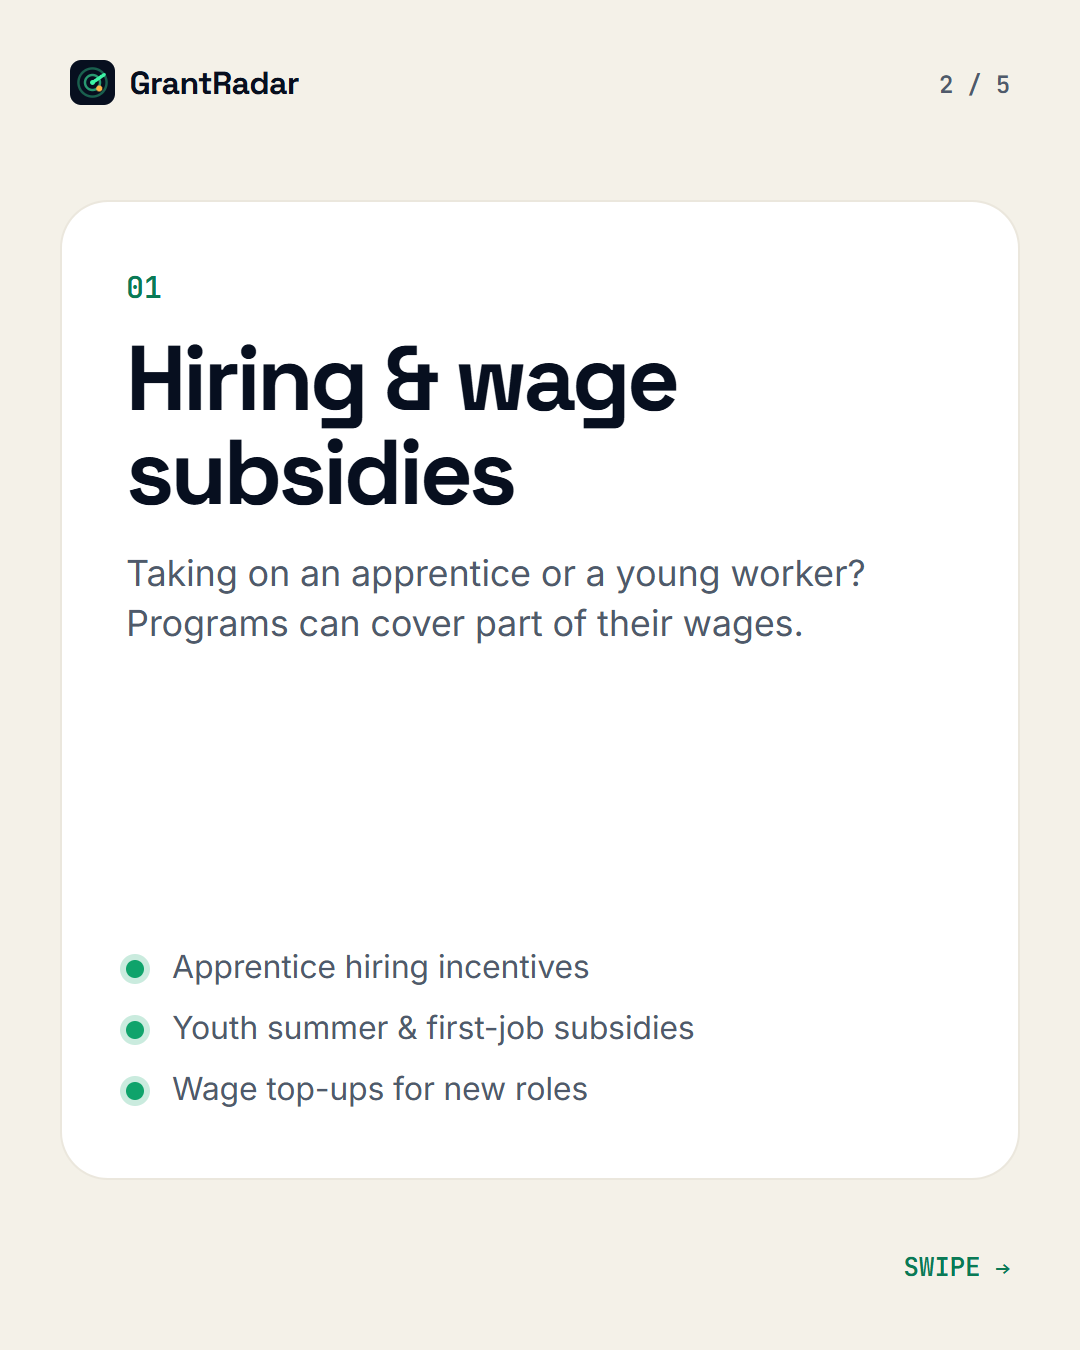 GrantRadar
2 / 5
01
Hiring & wage
subsidies
Taking on an apprentice or a young worker?
Programs can cover part of their wages.
Apprentice hiring incentives
Youth summer & first-job subsidies
Wage top-ups for new roles
SWIPE →